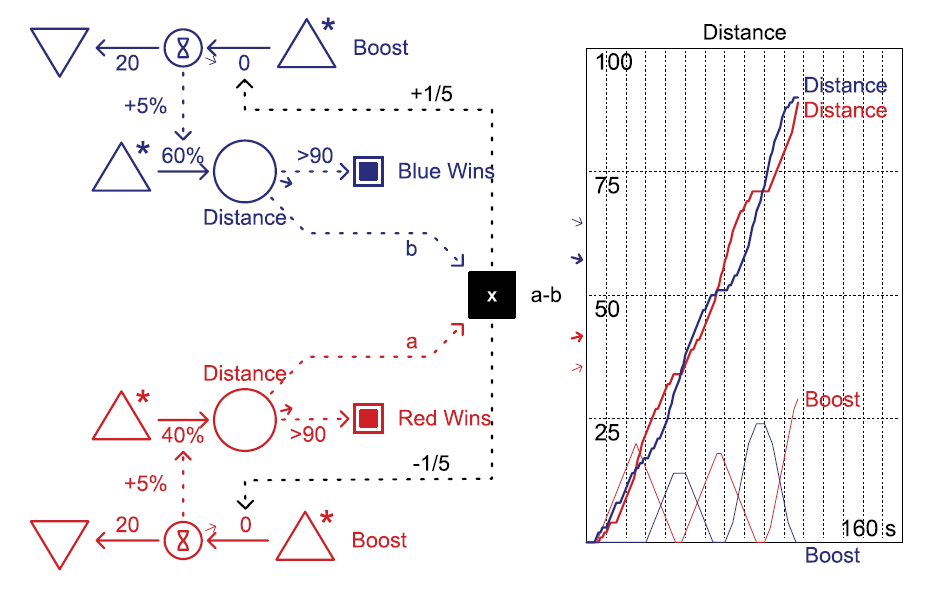 * Boost
20
0
+5%
+1/5
* 60%
>90
Blue Wins
Distance
b
x
a-b
a
Distance
* 40%
>90
Red Wins
+5%
-1/5
20
0
* Boost
Distance
100
Distance
Distance
75
50
Boost
25
160 s
Boost